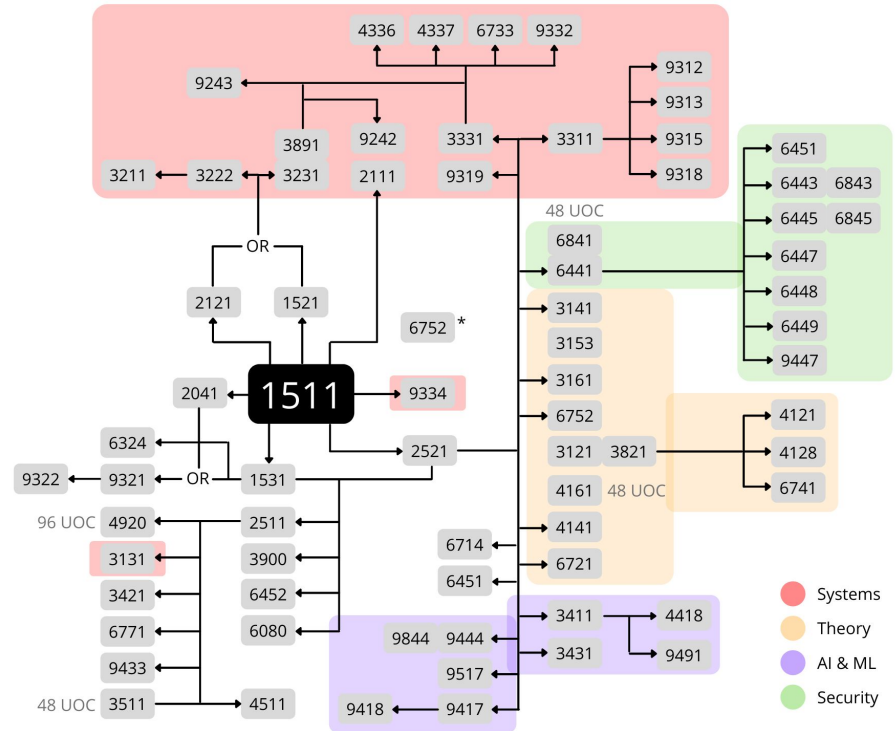 4336 4337 6733 9332
9243 9312
9313
3891 9242 3331 3311 9315
3211 3222 3231 2111 9319 9318
6451
6443 6843
48 UOC 6445 6845
OR 6841
6441 6447
6448
2121 1521 3141
6752 * 6449
3153
9447
2041 1511 9334 3161
6752 4121
6324 2521 3121 3821 4128
9322 9321 OR 1531 4161 48 UOC 6741
96 UOC 4920 2511 4141
3131 3900 6714 6721
3421 6452 6451 Systems
6771 6080 9844 9444 3411 4418 Theory
9433 9517 3431 9491 AI & ML
48 UOC 3511 4511 9418 9417 Security